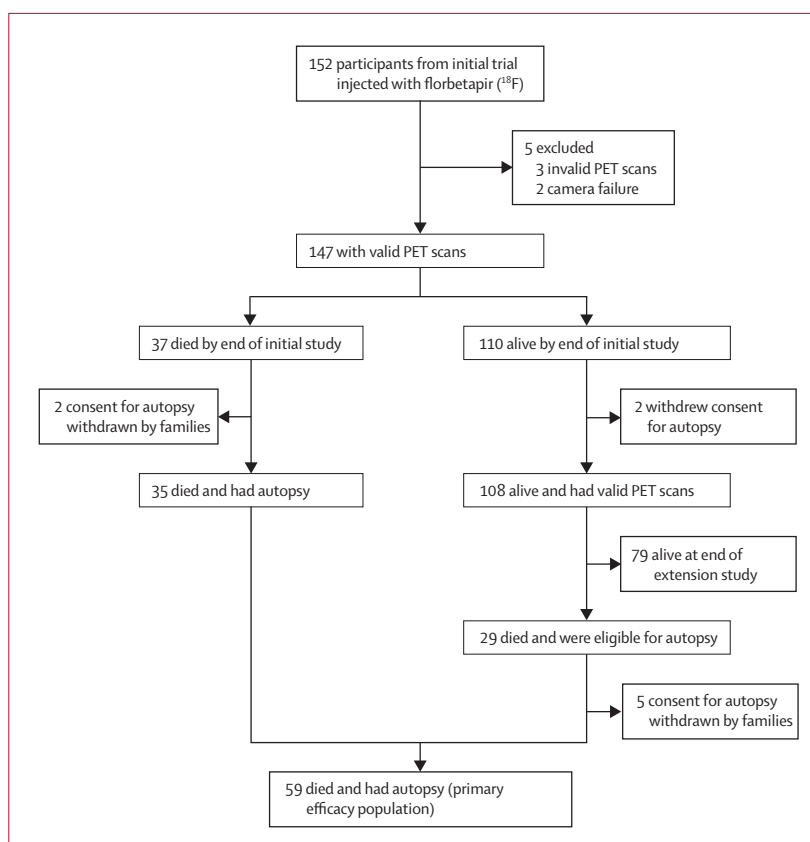 152 participants from initial trial
injected with florbetapir (¹⁸F)
5 excluded
3 invalid PET scans
2 camera failure
147 with valid PET scans
37 died by end of initial study
110 alive by end of initial study
2 consent for autopsy
withdrawn by families
2 withdrew consent
for autopsy
35 died and had autopsy
108 alive and had valid PET scans
79 alive at end of
extension study
29 died and were eligible for autopsy
5 consent for autopsy
withdrawn by families
59 died and had autopsy (primary
efficacy population)